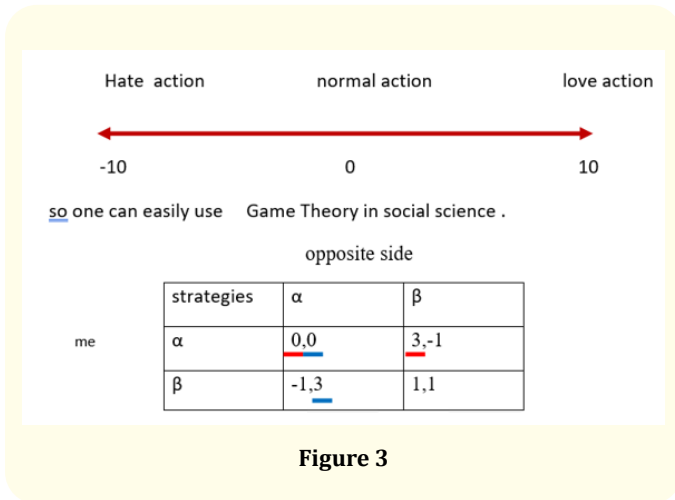 Hate action normal action love action
-10 0 10
so one can easily use Game Theory in social science .
opposite side
strategies α β
me α 0,0 3,-1
β -1,3 1,1
Figure 3